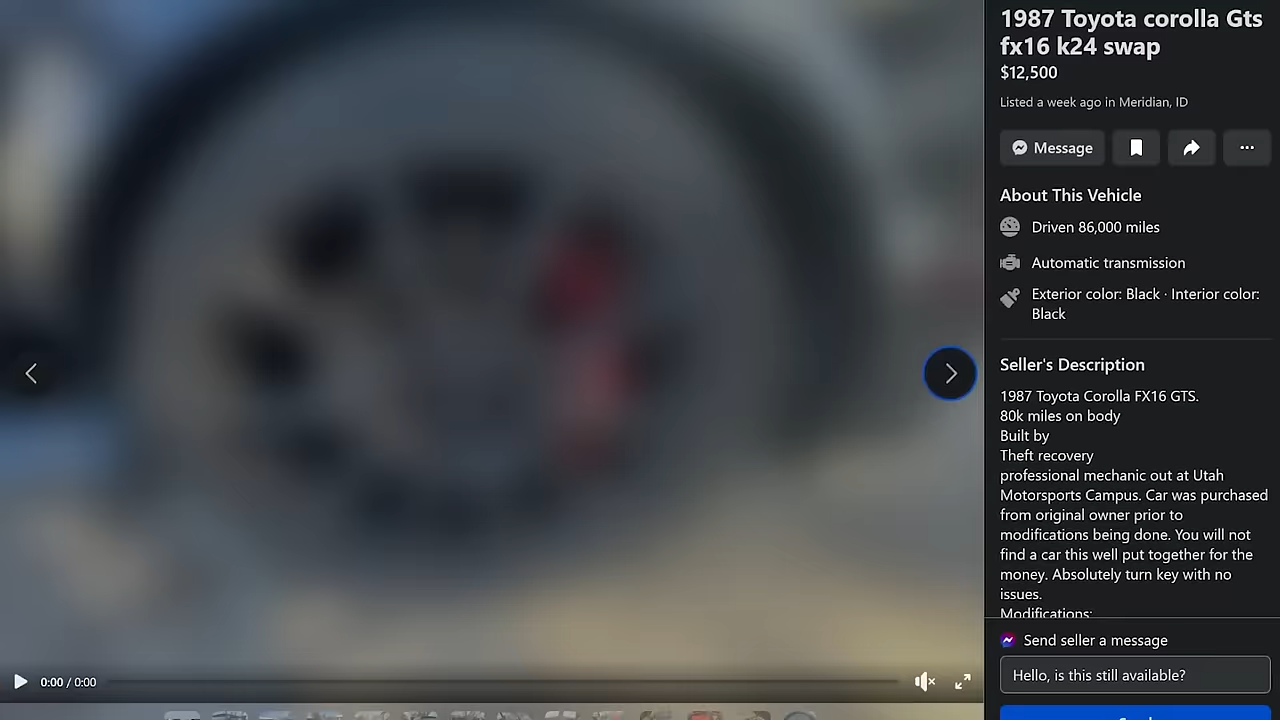 1987 Toyota corolla Gts
fx16 k24 swap
$12,500
Listed a week ago in Meridian, ID
Message
About This Vehicle
Driven 86,000 miles
Automatic transmission
Exterior color: Black · Interior color:
Black
Seller's Description
1987 Toyota Corolla FX16 GTS.
80k miles on body
Built by
Theft recovery
professional mechanic out at Utah
Motorsports Campus. Car was purchased
from original owner prior to
modifications being done. You will not
find a car this well put together for the
money. Absolutely turn key with no
issues.
Modifications:
Send seller a message
Hello, is this still available?
0:00 / 0:00